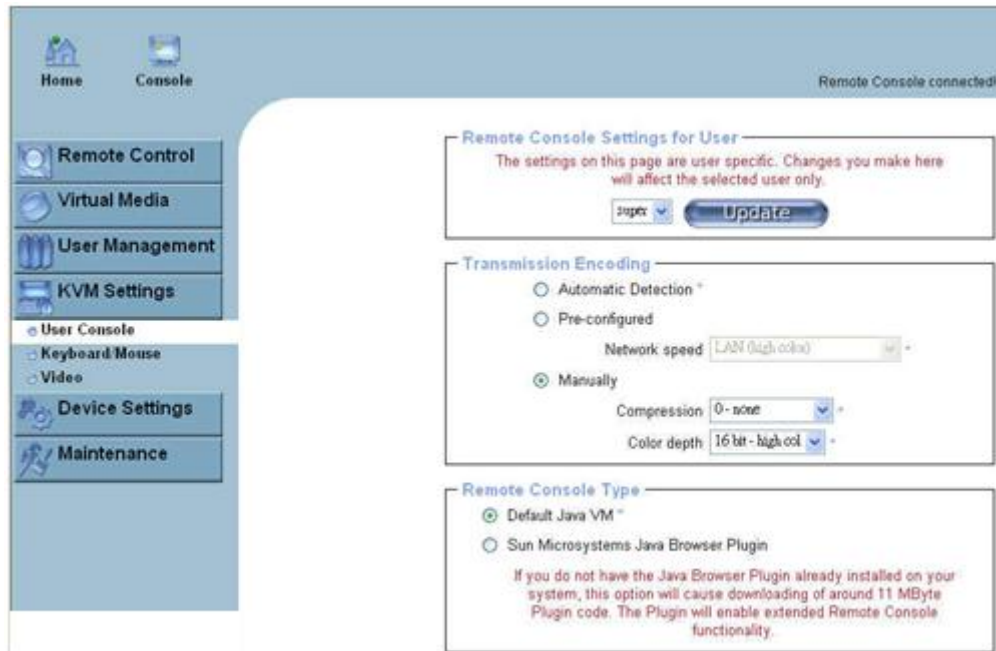 Home
Console
Remote Console connected!
Remote Control
Virtual Media
User Management
KVM Settings
User Console
Keyboard/Mouse
Video
Device Settings
Maintenance
Remote Console Settings for User
The settings on this page are user specific. Changes you make here
will affect the selected user only.
super
Update
Transmission Encoding
Automatic Detection *
Pre-configured
Network speed LAN (high color) *
Manually
Compression 0 - none *
Color depth 16 bit - high col *
Remote Console Type
Default Java VM *
Sun Microsystems Java Browser Plugin
If you do not have the Java Browser Plugin already installed on your
system, this option will cause downloading of around 11 MByte
Plugin code. The Plugin will enable extended Remote Console
functionality.